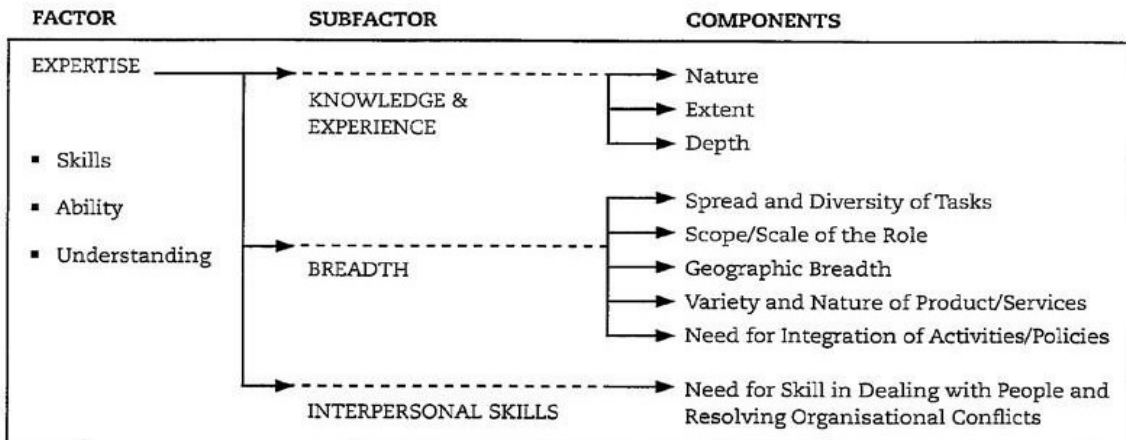 FACTOR SUBFACTOR COMPONENTS
EXPERTISE
▪ Skills
▪ Ability
▪ Understanding
KNOWLEDGE &
EXPERIENCE
Nature
Extent
Depth
BREADTH
Spread and Diversity of Tasks
Scope/Scale of the Role
Geographic Breadth
Variety and Nature of Product/Services
Need for Integration of Activities/Policies
INTERPERSONAL SKILLS
Need for Skill in Dealing with People and
Resolving Organisational Conflicts